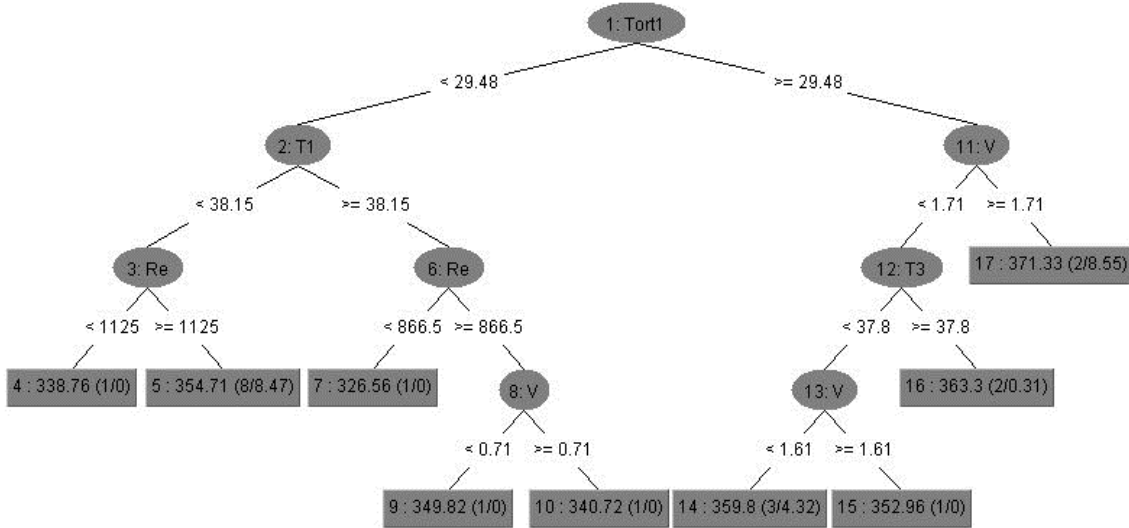 1: Tort1
< 29.48 >= 29.48
2: T1 11: V
< 38.15 >= 38.15 < 1.71 >= 1.71
3: Re 6: Re 12: T3 17 : 371.33 (2/8.55)
< 1125 >= 1125 < 866.5 >= 866.5 < 37.8 >= 37.8
4 : 338.76 (1/0) 5 : 354.71 (8/8.47) 7 : 326.56 (1/0) 8: V 13: V 16 : 363.3 (2/0.31)
< 0.71 >= 0.71 < 1.61 >= 1.61
9 : 349.82 (1/0) 10 : 340.72 (1/0) 14 : 359.8 (3/4.32) 15 : 352.96 (1/0)